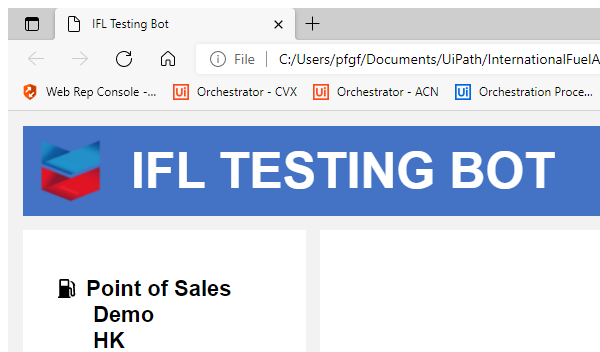 IFL Testing Bot
File | C:/Users/pfgf/Documents/UiPath/InternationalFuelA
Web Rep Console -... Ui Orchestrator - CVX Ui Orchestrator - ACN Ui Orchestration Proce...
IFL TESTING BOT
Point of Sales
Demo
HK